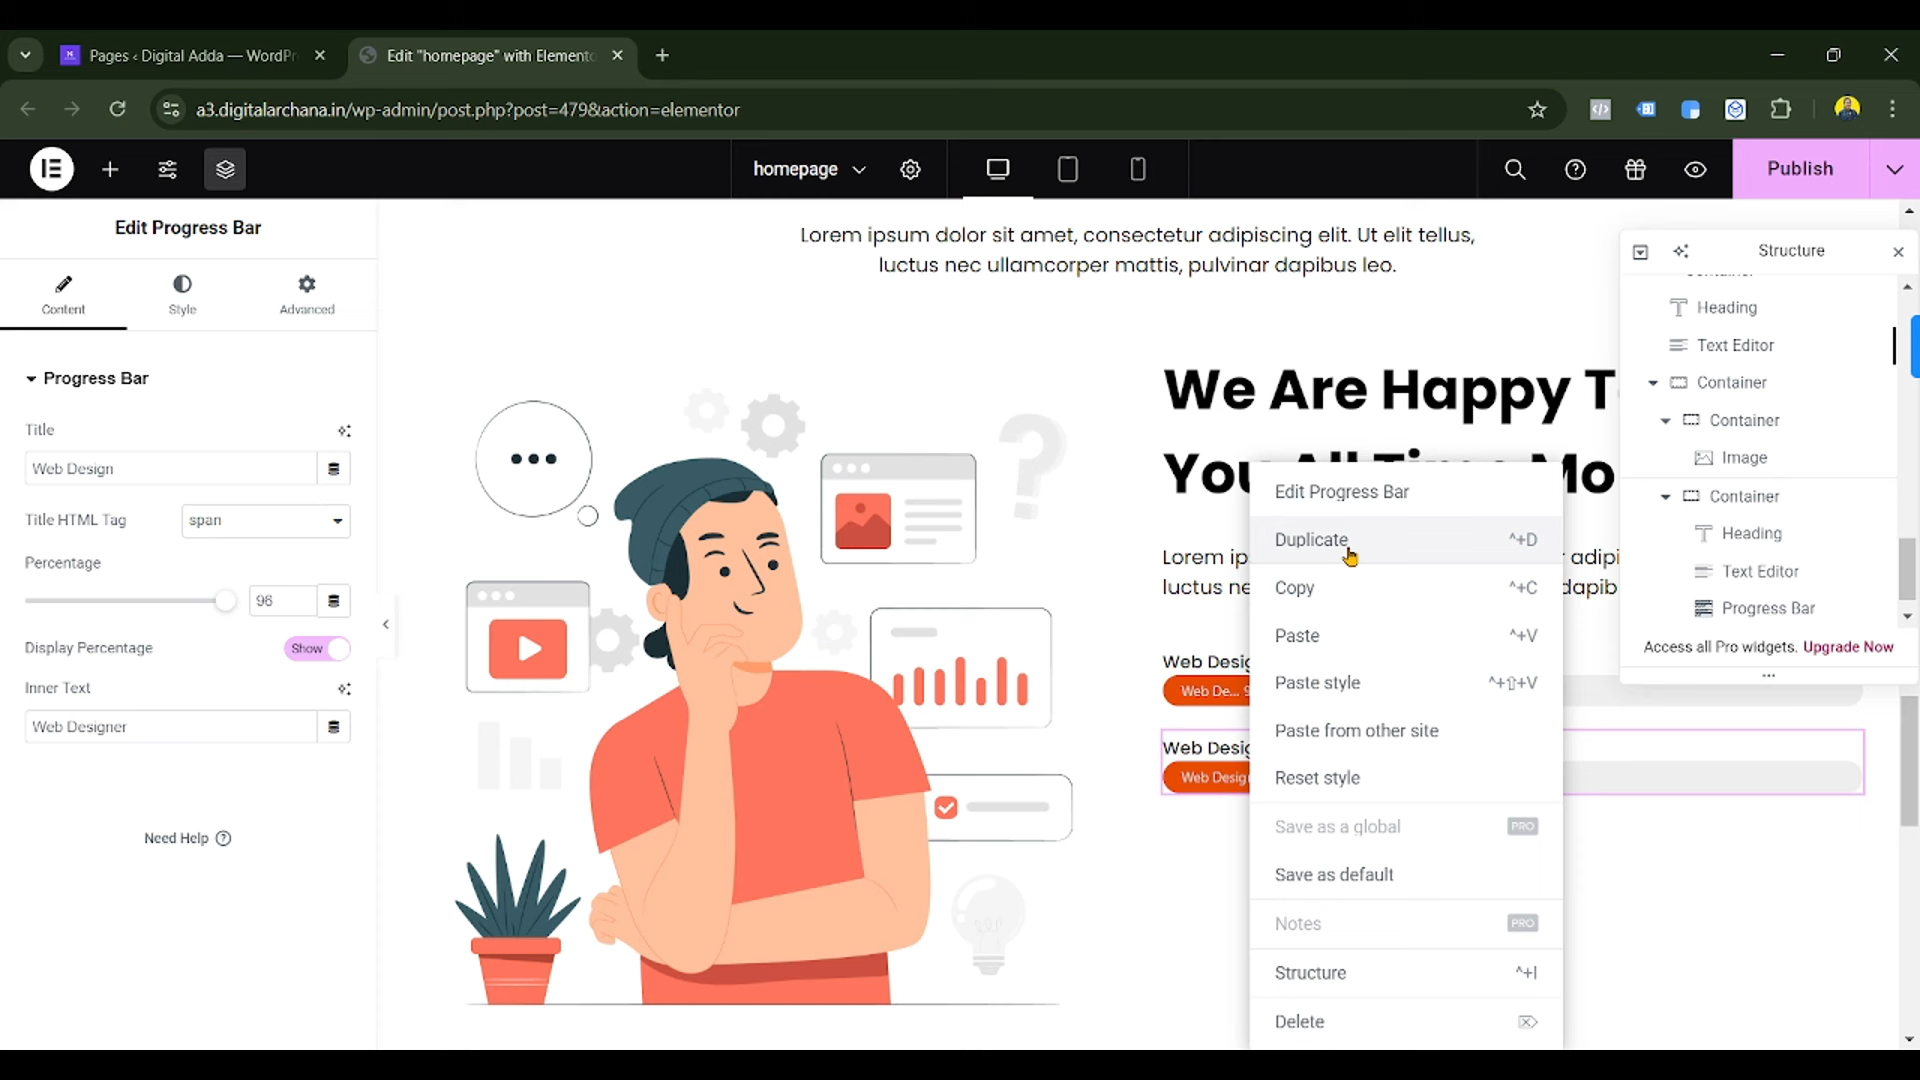 Pages ‹ Digital Adda — WordPr
Edit "homepage" with Elemento
a3.digitalarchana.in/wp-admin/post.php?post=479&action=elementor
homepage
Publish
Edit Progress Bar
Content
Style
Advanced
Progress Bar
Title
Web Design
Title HTML Tag
span
Percentage
96
Display Percentage
Show
Inner Text
Web Designer
Need Help
Lorem ipsum dolor sit amet, consectetur adipiscing elit. Ut elit tellus,
luctus nec ullamcorper mattis, pulvinar dapibus leo.
We Are Happy T
You All Time Mo
Lorem ip
adipi
luctus ne
dapib
Web Desig
Web De... 9
Web Desig
Web Design
Edit Progress Bar
Duplicate ^+D
Copy ^+C
Paste ^+V
Paste style ^+⇧+V
Paste from other site
Reset style
Save as a global PRO
Save as default
Notes PRO
Structure ^+I
Delete
Structure
Container
Heading
Text Editor
Container
Container
Image
Container
Heading
Text Editor
Progress Bar
Access all Pro widgets. Upgrade Now